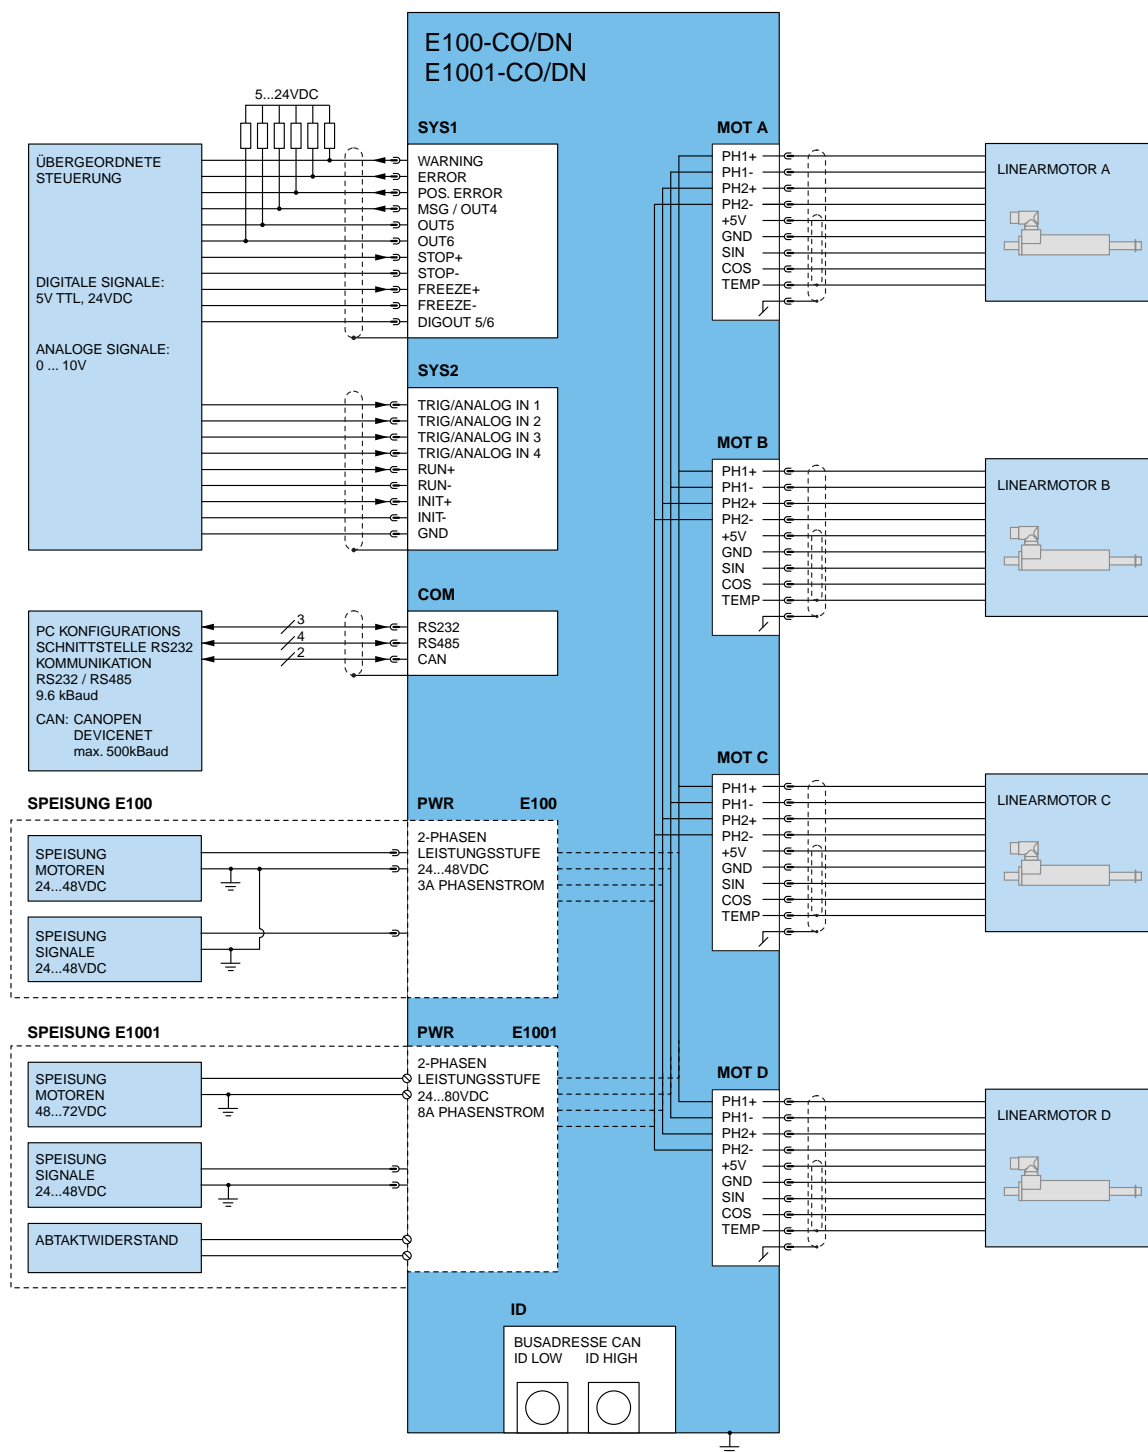 E100-CO/DN
E1001-CO/DN
5...24VDC
SYS1
ÜBERGEORDNETE
STEUERUNG
DIGITALE SIGNALE:
5V TTL, 24VDC
ANALOGE SIGNALE:
0 ... 10V
WARNING
ERROR
POS. ERROR
MSG / OUT4
OUT5
OUT6
STOP+
STOP-
FREEZE+
FREEZE-
DIGOUT 5/6
SYS2
TRIG/ANALOG IN 1
TRIG/ANALOG IN 2
TRIG/ANALOG IN 3
TRIG/ANALOG IN 4
RUN+
RUN-
INIT+
INIT-
GND
COM
PC KONFIGURATIONS
SCHNITTSTELLE RS232
KOMMUNIKATION
RS232 / RS485
9.6 kBaud
CAN: CANOPEN
DEVICENET
max. 500kBaud
3
4
2
RS232
RS485
CAN
SPEISUNG E100
PWR E100
SPEISUNG
MOTOREN
24...48VDC
SPEISUNG
SIGNALE
24...48VDC
2-PHASEN
LEISTUNGSSTUFE
24...48VDC
3A PHASENSTROM
SPEISUNG E1001
PWR E1001
SPEISUNG
MOTOREN
48...72VDC
SPEISUNG
SIGNALE
24...48VDC
ABTAKTWIDERSTAND
2-PHASEN
LEISTUNGSSTUFE
24...80VDC
8A PHASENSTROM
ID
BUSADRESSE CAN
ID LOW ID HIGH
MOT A
PH1+
PH1-
PH2+
PH2-
+5V
GND
SIN
COS
TEMP
LINEARMOTOR A
MOT B
PH1+
PH1-
PH2+
PH2-
+5V
GND
SIN
COS
TEMP
LINEARMOTOR B
MOT C
PH1+
PH1-
PH2+
PH2-
+5V
GND
SIN
COS
TEMP
LINEARMOTOR C
MOT D
PH1+
PH1-
PH2+
PH2-
+5V
GND
SIN
COS
TEMP
LINEARMOTOR D